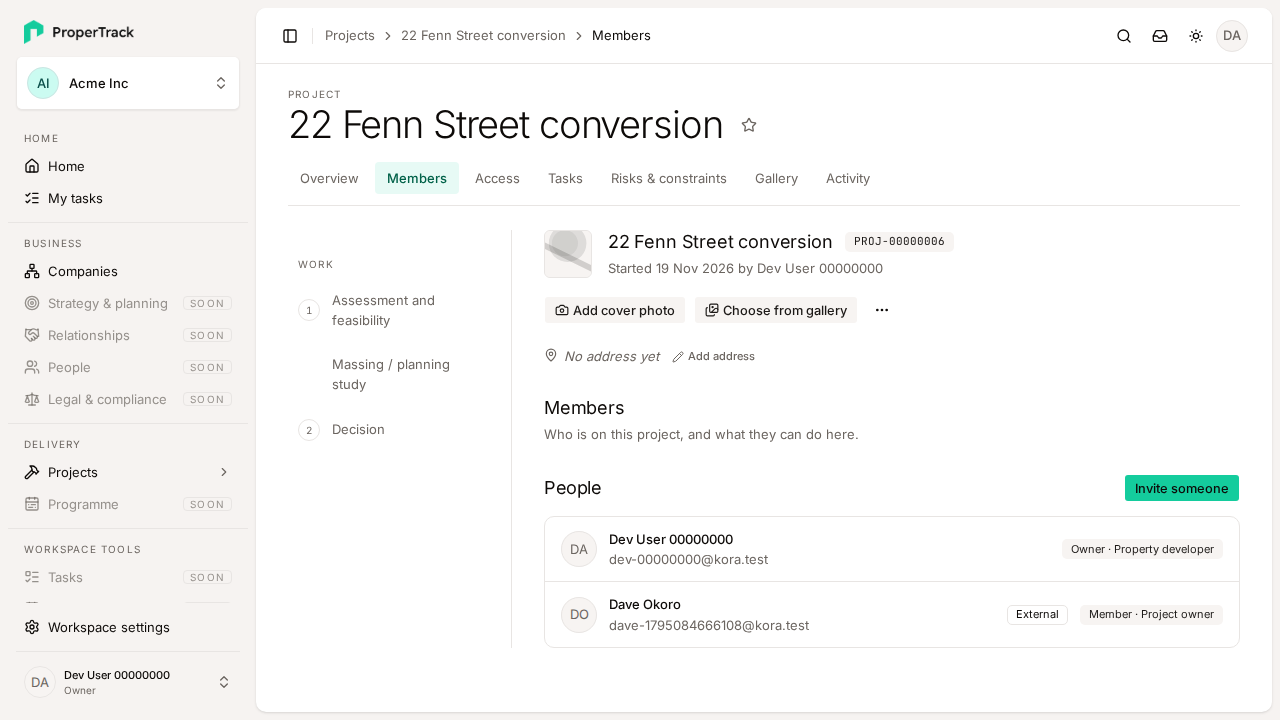 ProperTrack
AI
Acme Inc
HOME
Home
My tasks
BUSINESS
Companies
Strategy & planning SOON
Relationships SOON
People SOON
Legal & compliance SOON
DELIVERY
Projects
Programme SOON
WORKSPACE TOOLS
Tasks SOON
Workspace settings
DA
Dev User 00000000
Owner
Projects > 22 Fenn Street conversion > Members
DA
PROJECT
22 Fenn Street conversion
Overview Members Access Tasks Risks & constraints Gallery Activity
WORK
1 Assessment and
feasibility
Massing / planning
study
2 Decision
22 Fenn Street conversion PROJ-00000006
Started 19 Nov 2026 by Dev User 00000000
Add cover photo Choose from gallery
No address yet Add address
Members
Who is on this project, and what they can do here.
People Invite someone
DA
Dev User 00000000
dev-00000000@kora.test
Owner · Property developer
DO
Dave Okoro
dave-1795084666108@kora.test
External Member · Project owner